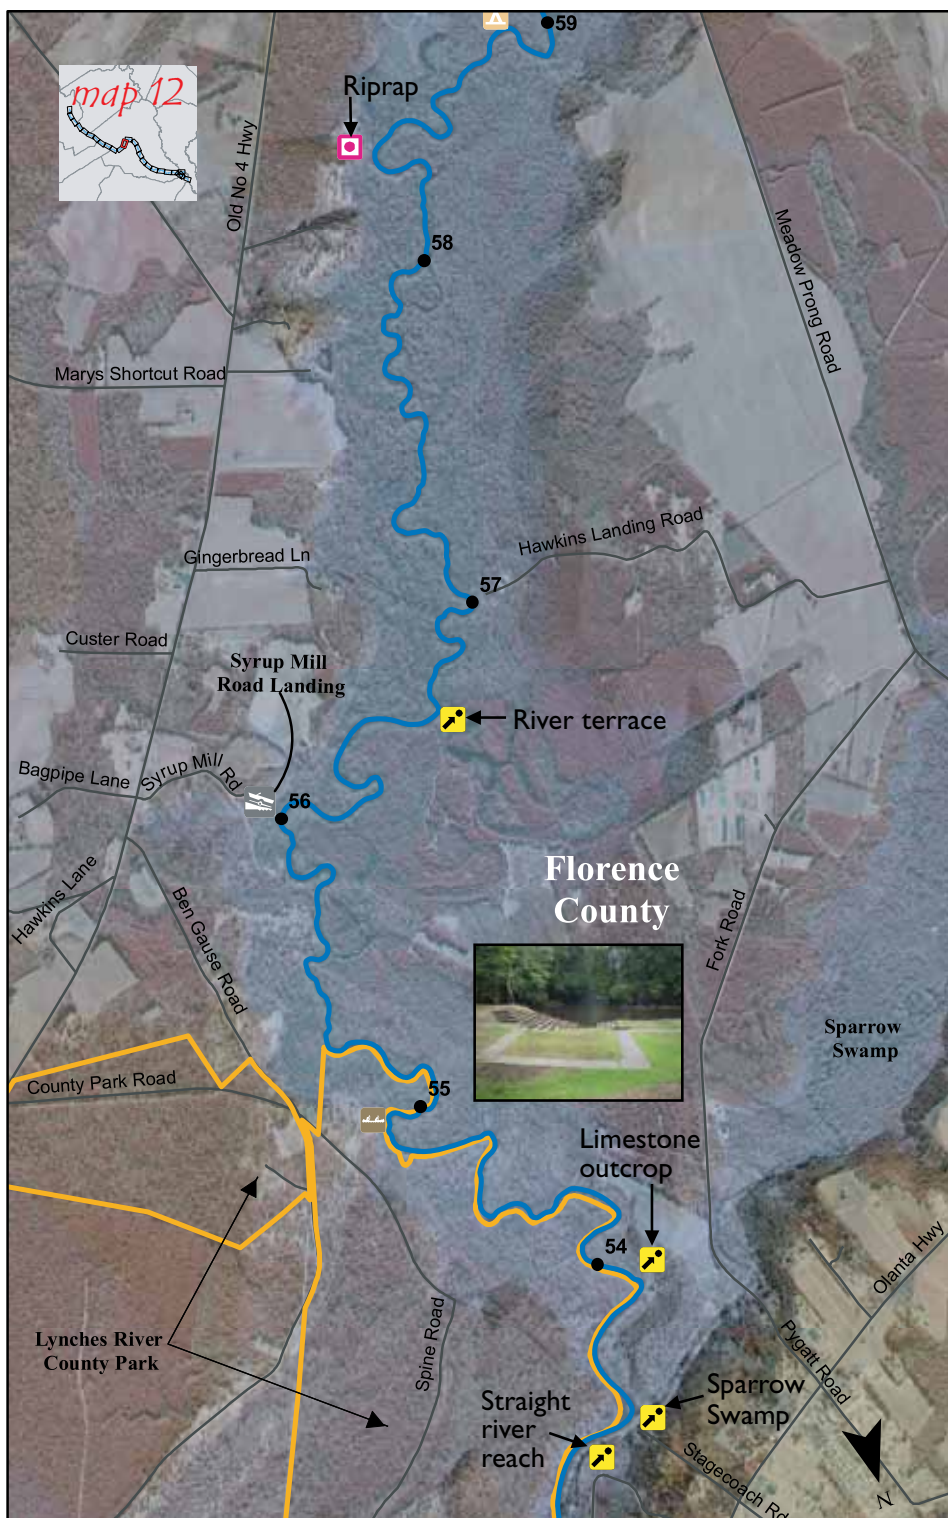 59
map 12
Riprap
Old No 4 Hwy
58
Meadow Prong Road
Marys Shortcut Road
Hawkins Landing Road
Gingerbread Ln
57
Custer Road
Syrup Mill
Road Landing
River terrace
Bagpipe Lane
Syrup Mill Rd
56
Hawkins Lane
Ben Gause Road
Florence
County
Fork Road
Sparrow
Swamp
County Park Road
55
Limestone
outcrop
54
Olanta Hwy
Lynches River
County Park
Spine Road
Pygatt Road
Straight
river
reach
Sparrow
Swamp
Stagecoach Rd
N